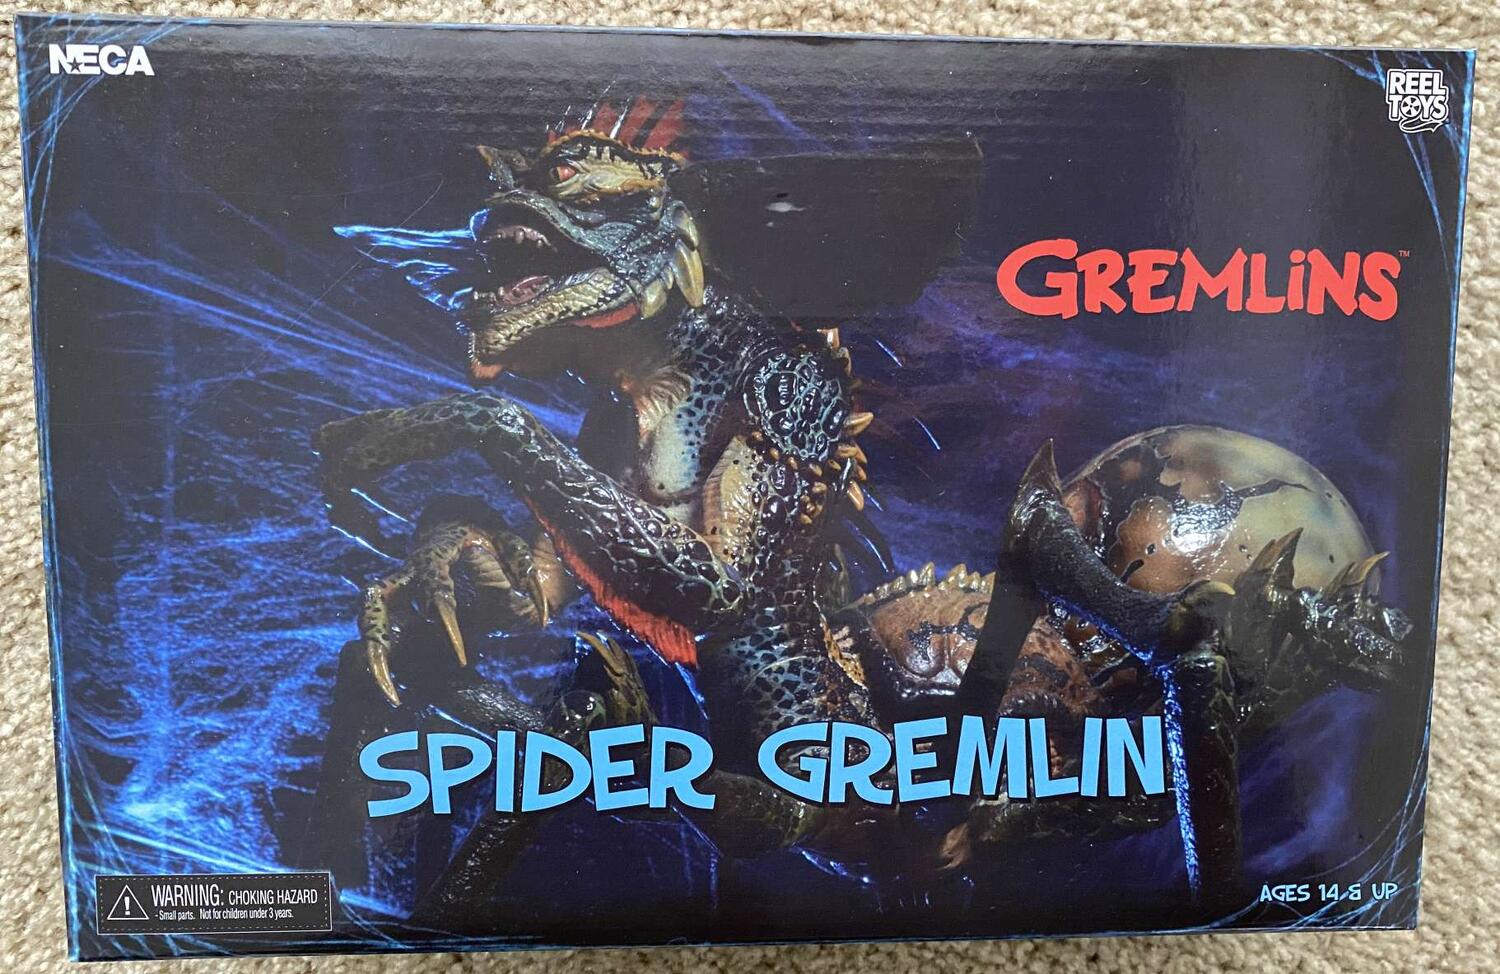 NECA
REEL
TOYS
GREMLiNS™
SPIDER GREMLIN
WARNING: CHOKING HAZARD
- Small parts. Not for children under 3 years.
AGES 14 & UP